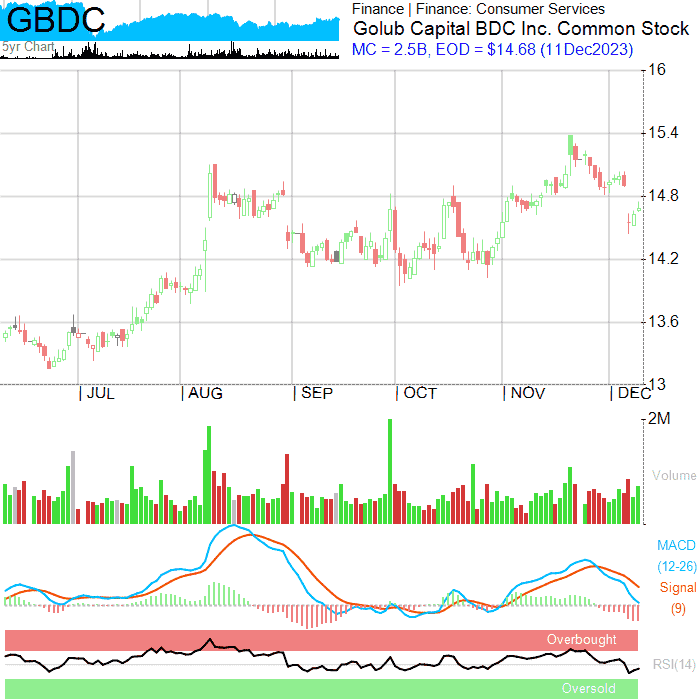 GBDC
5yr Chart
Finance | Finance: Consumer Services
Golub Capital BDC Inc. Common Stock
MC = 2.5B, EOD = $14.68 (11Dec2023)
16
15.4
14.8
14.2
13.6
13
JUL AUG SEP OCT NOV DEC
2M
Volume
MACD
(12-26)
Signal
(9)
Overbought
RSI(14)
Oversold